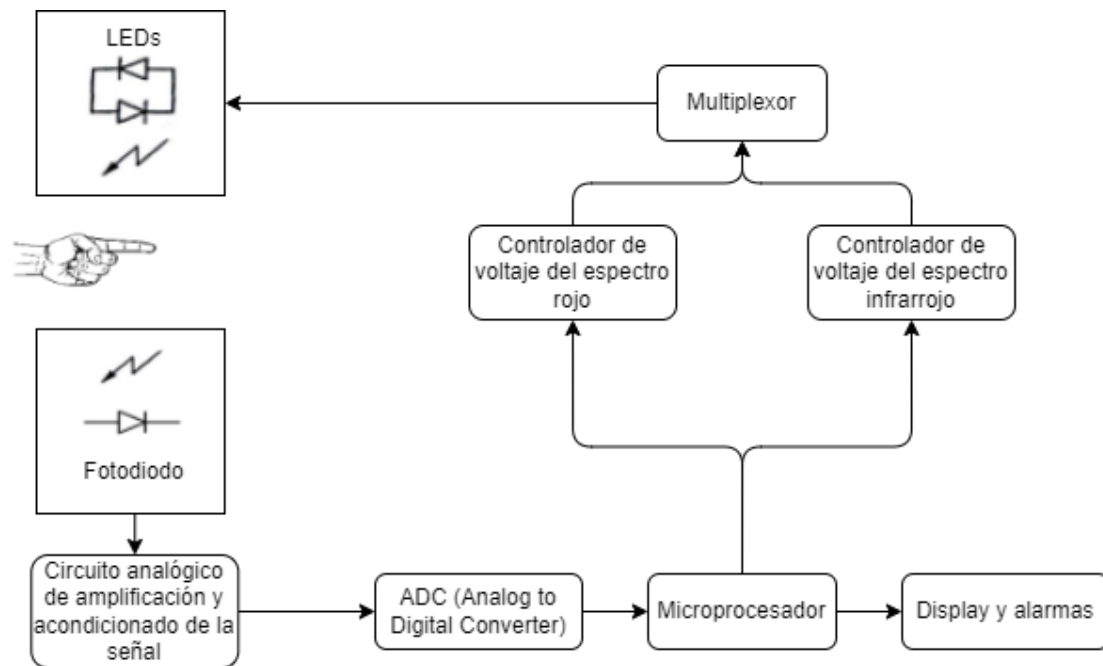 LEDs
Multiplexor
Controlador de
voltaje del espectro
rojo
Controlador de
voltaje del espectro
infrarrojo
Fotodiodo
Circuito analógico
de amplificación y
acondicionado de la
señal
ADC (Analog to
Digital Converter)
Microprocesador
Display y alarmas